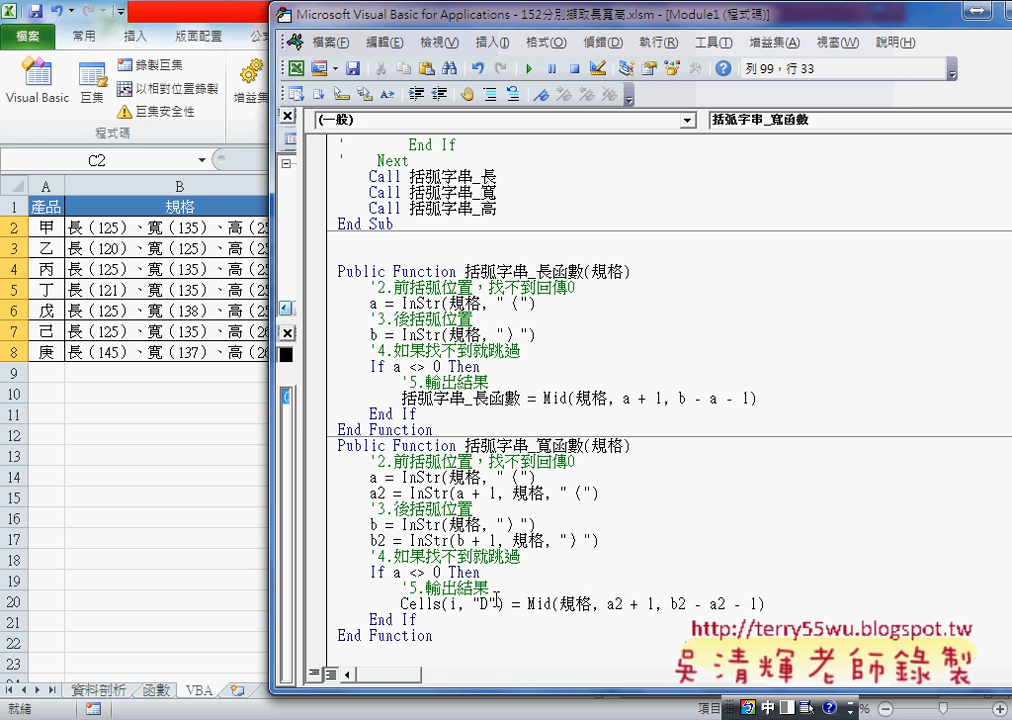 Microsoft Visual Basic for Applications - 152分別擷取長寬高.xlsm - [Module1 (程式碼)]
檔案 常用 插入 版面配置
檔案(F) 編輯(E) 檢視(V) 插入(I) 格式(O) 偵錯(D) 執行(R) 工具(T) 增益集(A) 視窗(W) 說明(H)
Visual Basic 巨集 錄製巨集 以相對位置錄製 巨集安全性 增益集
程式碼
列 99，行 33
C2
(一般) 括弧字串_寬函數
A B
1 產品 規格
2 甲 長（125）、寬（135）、高（25
3 乙 長（120）、寬（125）、高（25
4 丙 長（125）、寬（135）、高（25
5 丁 長（121）、寬（135）、高（25
6 戊 長（125）、寬（138）、高（25
7 己 長（125）、寬（135）、高（26
8 庚 長（145）、寬（137）、高（26
9
10
11
12
13
14
15
16
17
18
19
20
21
22
23
' End If
' Next
Call 括弧字串_長
Call 括弧字串_寬
Call 括弧字串_高
End Sub
Public Function 括弧字串_長函數(規格)
'2.前括弧位置，找不到回傳0
a = InStr(規格, "（")
'3.後括弧位置
b = InStr(規格, "）")
'4.如果找不到就跳過
If a <> 0 Then
'5.輸出結果
括弧字串_長函數 = Mid(規格, a + 1, b - a - 1)
End If
End Function
Public Function 括弧字串_寬函數(規格)
'2.前括弧位置，找不到回傳0
a = InStr(規格, "（")
a2 = InStr(a + 1, 規格, "（")
'3.後括弧位置
b = InStr(規格, "）")
b2 = InStr(b + 1, 規格, "）")
'4.如果找不到就跳過
If a <> 0 Then
'5.輸出結果
Cells(i, "D") = Mid(規格, a2 + 1, b2 - a2 - 1)
End If
End Function
http://terry55wu.blogspot.tw
吳清輝老師錄製
資料剖析 函數 VBA
就緒
項目
中
%